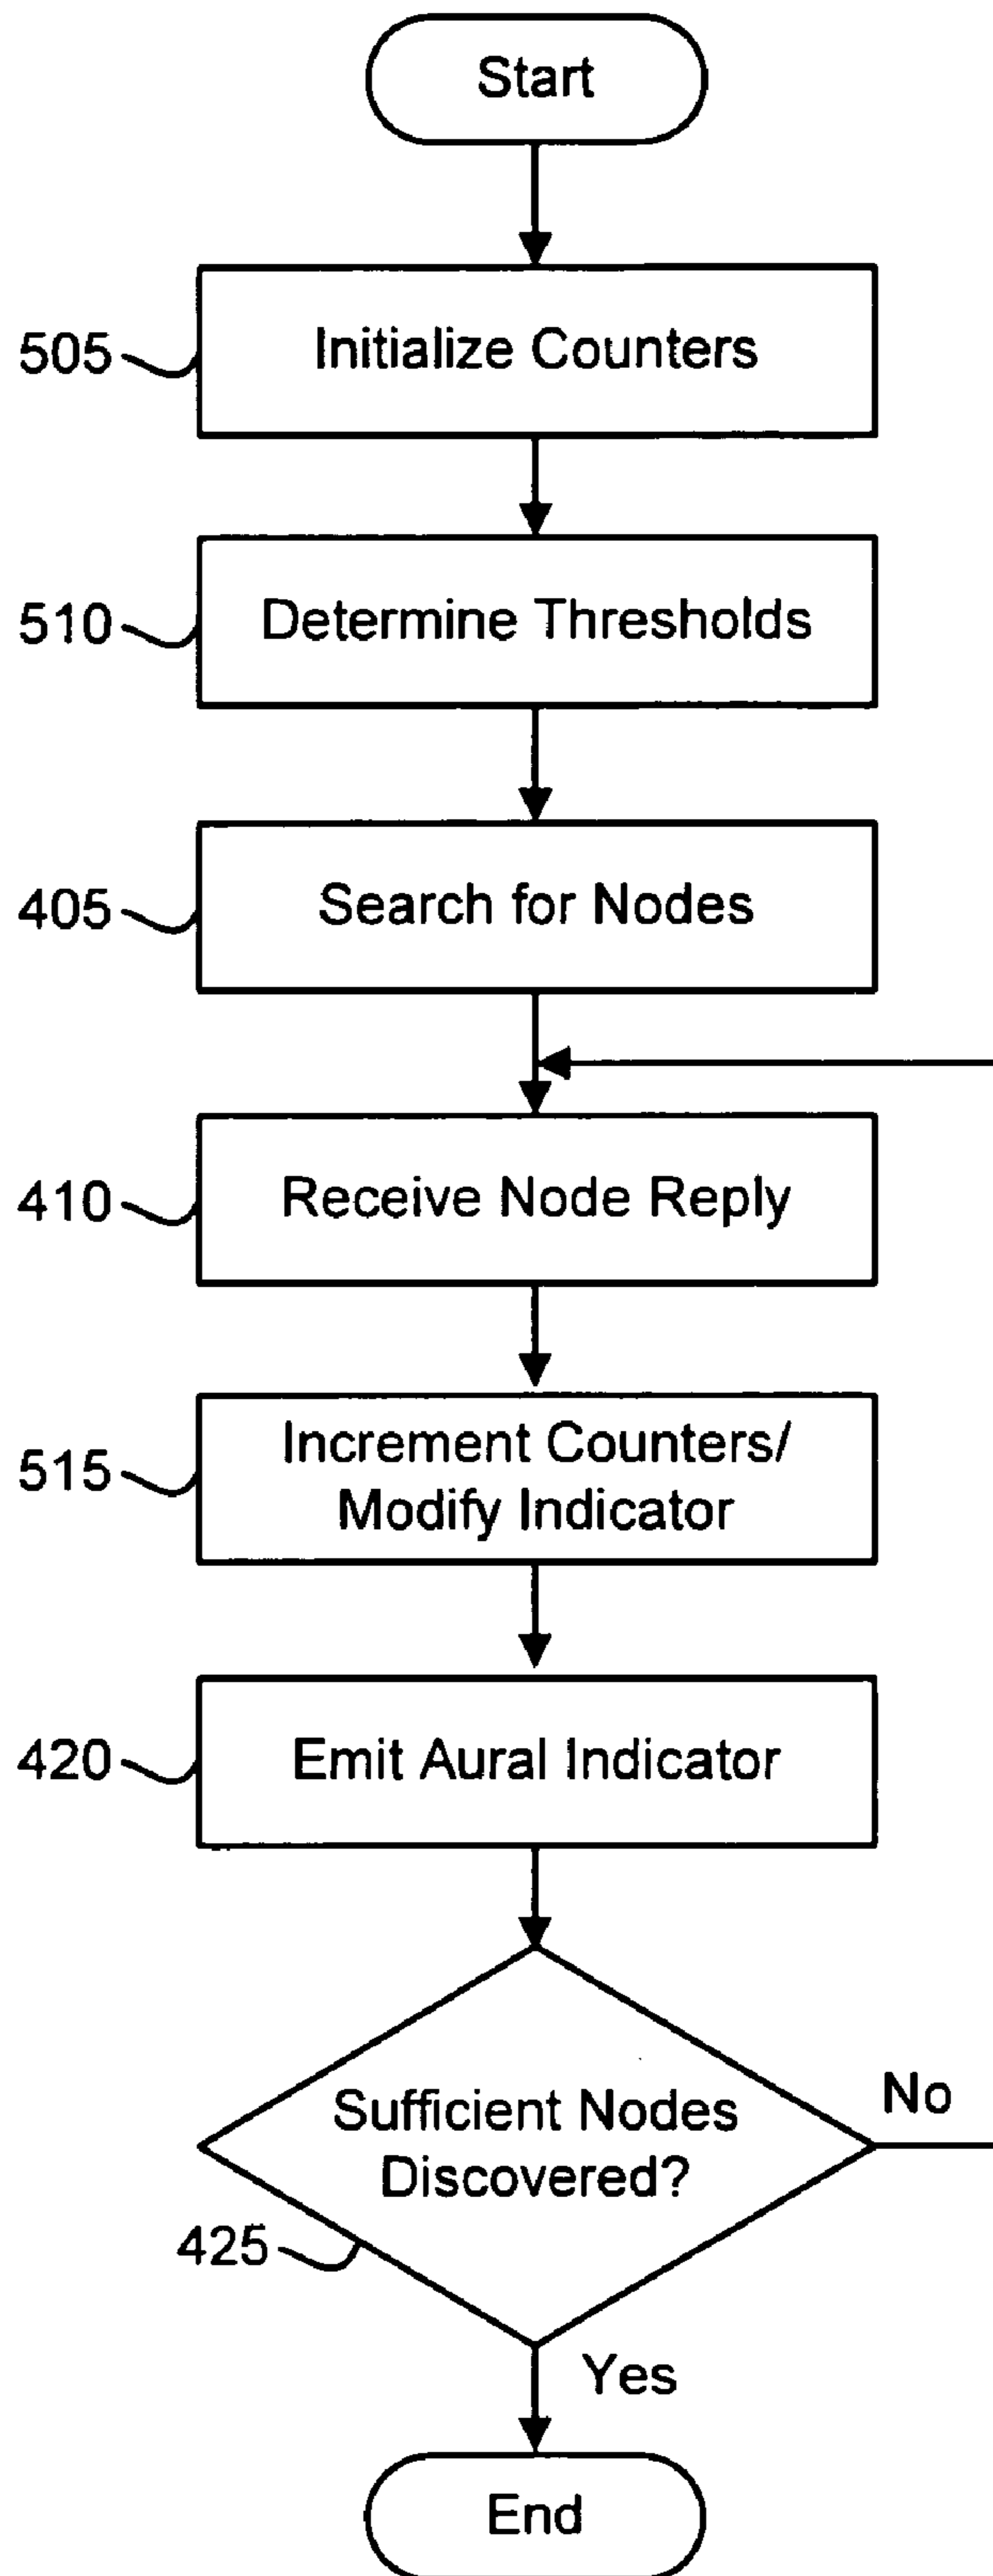 Start
505
Initialize Counters
510
Determine Thresholds
405
Search for Nodes
410
Receive Node Reply
515
Increment Counters/
Modify Indicator
420
Emit Aural Indicator
Sufficient Nodes
Discovered?
No
425
Yes
End